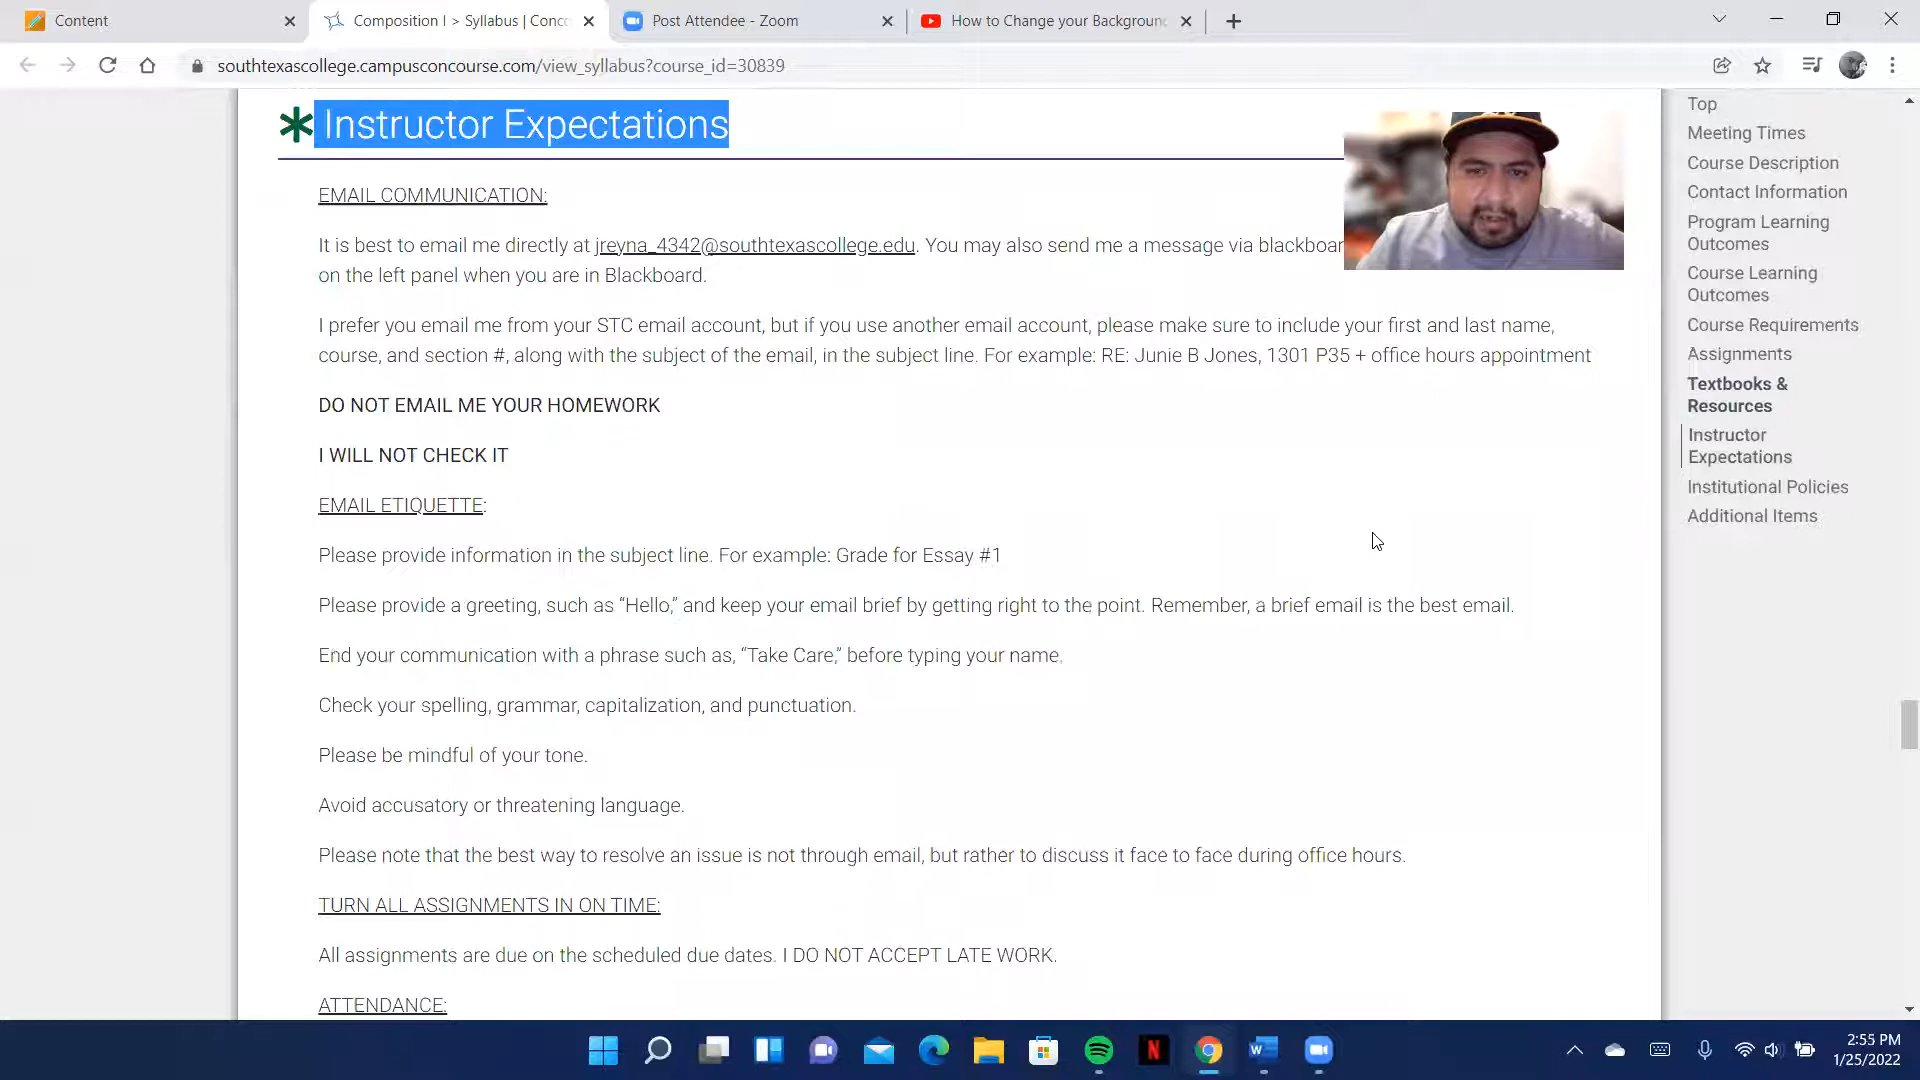 Content
Composition I > Syllabus | Conc
Post Attendee - Zoom
How to Change your Background
southtexascollege.campusconcourse.com/view_syllabus?course_id=30839
* Instructor Expectations
EMAIL COMMUNICATION:
It is best to email me directly at jreyna_4342@southtexascollege.edu. You may also send me a message via blackboar
on the left panel when you are in Blackboard.
I prefer you email me from your STC email account, but if you use another email account, please make sure to include your first and last name,
course, and section #, along with the subject of the email, in the subject line. For example: RE: Junie B Jones, 1301 P35 + office hours appointment
DO NOT EMAIL ME YOUR HOMEWORK
I WILL NOT CHECK IT
EMAIL ETIQUETTE:
Please provide information in the subject line. For example: Grade for Essay #1
Please provide a greeting, such as “Hello,” and keep your email brief by getting right to the point. Remember, a brief email is the best email.
End your communication with a phrase such as, “Take Care,” before typing your name.
Check your spelling, grammar, capitalization, and punctuation.
Please be mindful of your tone.
Avoid accusatory or threatening language.
Please note that the best way to resolve an issue is not through email, but rather to discuss it face to face during office hours.
TURN ALL ASSIGNMENTS IN ON TIME:
All assignments are due on the scheduled due dates. I DO NOT ACCEPT LATE WORK.
ATTENDANCE:
Top
Meeting Times
Course Description
Contact Information
Program Learning
Outcomes
Course Learning
Outcomes
Course Requirements
Assignments
Textbooks &
Resources
Instructor
Expectations
Institutional Policies
Additional Items
2:55 PM
1/25/2022